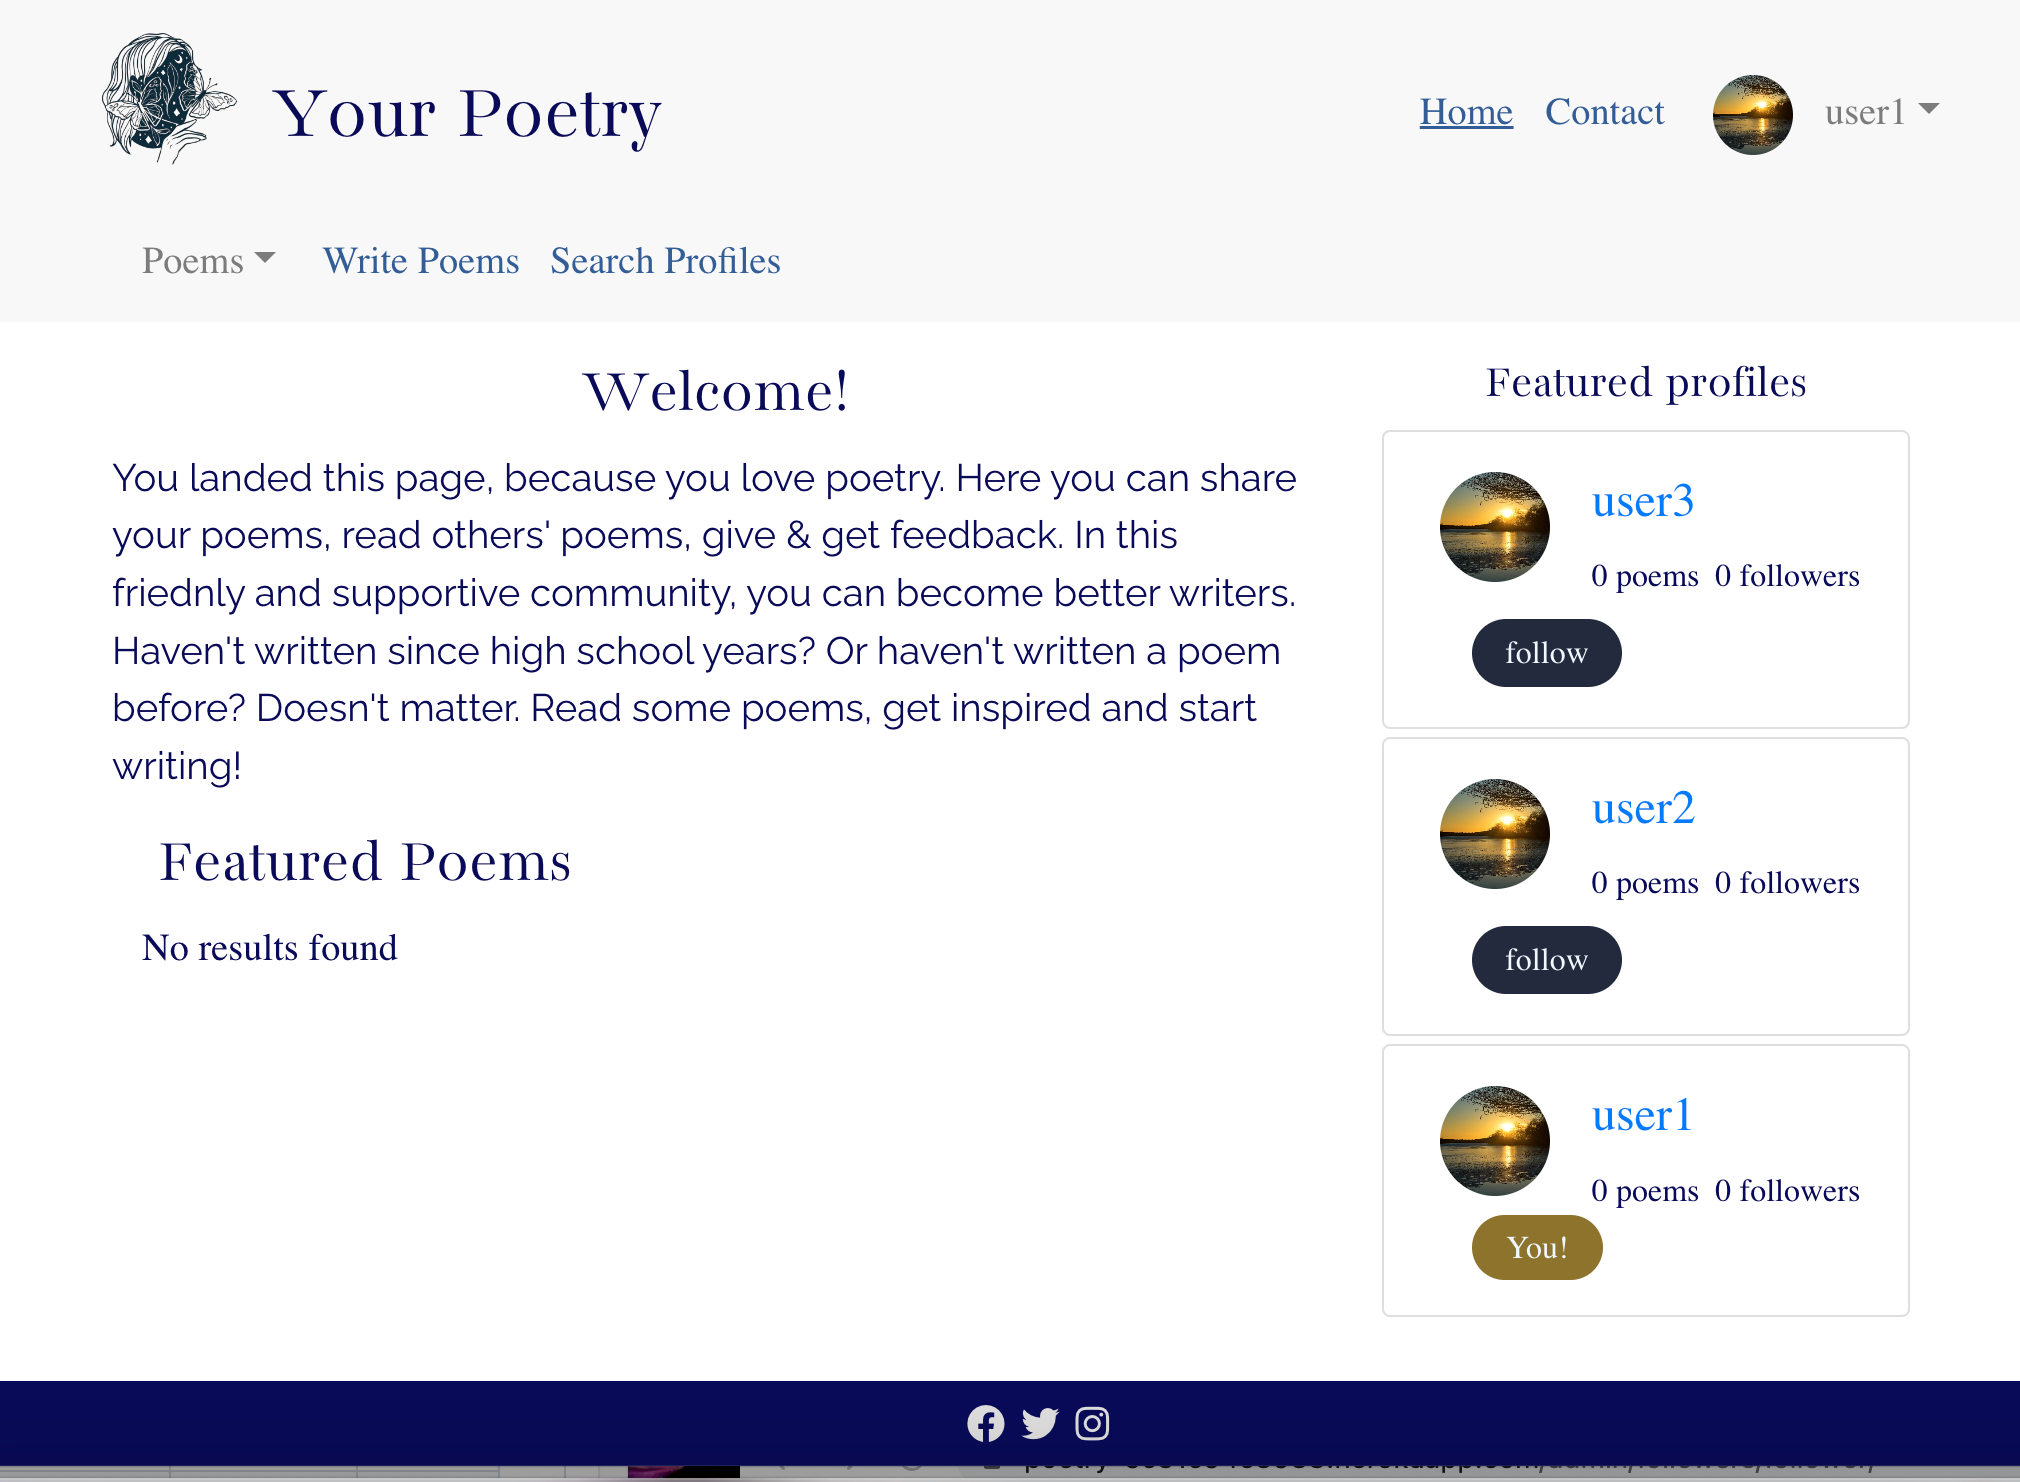 Your Poetry
Home Contact user1
Poems Write Poems Search Profiles
Welcome!
You landed this page, because you love poetry. Here you can share
your poems, read others' poems, give & get feedback. In this
friednly and supportive community, you can become better writers.
Haven't written since high school years? Or haven't written a poem
before? Doesn't matter. Read some poems, get inspired and start
writing!
Featured Poems
No results found
Featured profiles
user3
0 poems 0 followers
follow
user2
0 poems 0 followers
follow
user1
0 poems 0 followers
You!